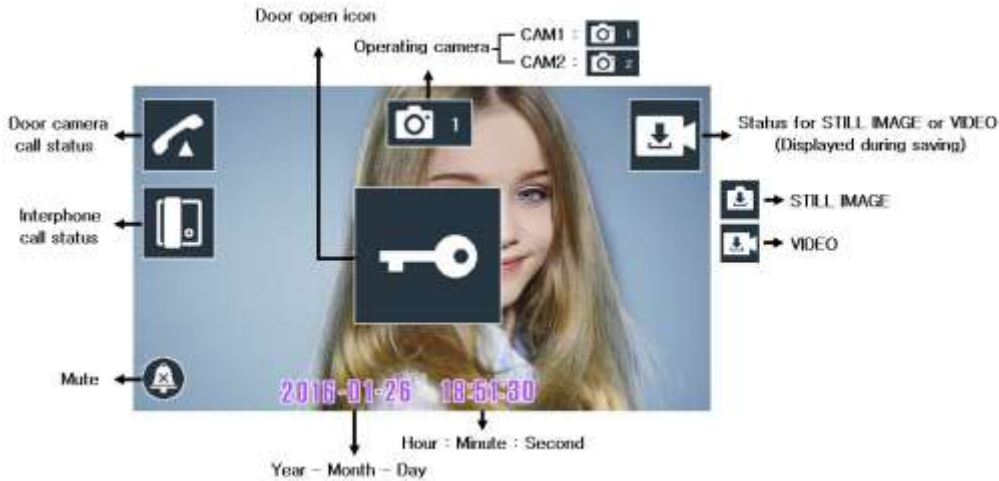 Door open icon
Operating camera
CAM1 :
1
CAM2 :
2
Door camera
call status
1
Status for STILL IMAGE or VIDEO
(Displayed during saving)
STILL IMAGE
Interphone
call status
VIDEO
Mute
2016-01-26 18:51:30
Hour : Minute : Second
Year - Month - Day